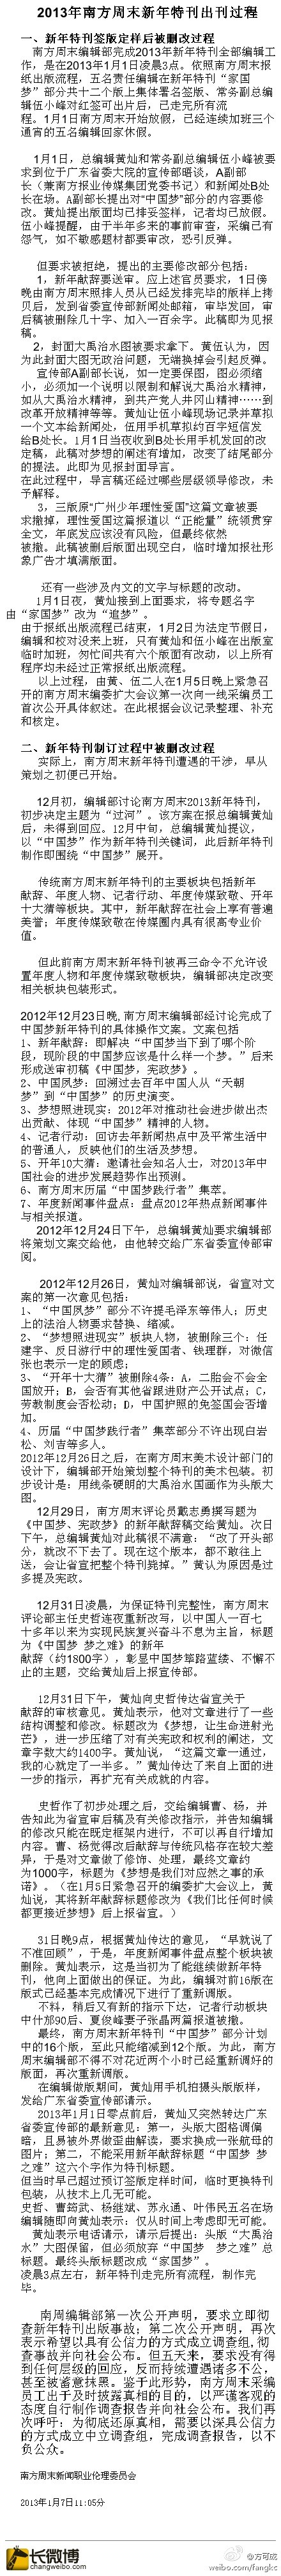 2013年南方周末新年特刊出刊过程
一、新年特刊签版定样后被删改过程
南方周末编辑部完成2013年新年特刊全部编辑工
作，是在2013年1月1日凌晨3点。依照南方周末报
纸出版流程，五名责任编辑在新年特刊“家国
梦”部分共十二个版上集体署名签版、常务副总编
辑伍小峰对红签可出片后，已走完所有流
程。1月1日南方周末开始放假，已经连续加班三个
通宵的五名编辑回家休假。
1月1日，总编辑黄灿和常务副总编辑伍小峰被要
求到位于广东省委大院的宣传部晤谈，A副部
长（兼南方报业传媒集团党委书记）和新闻处B处
长在场。A副部长提出对“中国梦”部分的内容要修
改。黄灿提出版面均已排妥签样，记者均已放假。
伍小峰提醒，由于半年多来的事前审查，采编已有
怨气，如不敏感题材都要审改，恐引反弹。
但要求被拒绝，提出的主要修改部分包括：
1，新年献辞要送审。应上述官员要求，1日傍
晚由南方周末照排人员从已经发排完毕的版样上拷
贝后，发到省委宣传部新闻处邮箱，审毕发回，审
后稿被删除几十字、加入一百余字。此稿即为见报
稿。
2，封面大禹治水图被要求拿下。黄伍认为，因
为此封面大图无政治问题，无端换掉会引起反弹。
宣传部A副部长说，如一定要保图，图必须缩
小，必须加一个说明以限制和解说大禹治水精神，
如从大禹治水精神，到共产党人井冈山精神……到
改革开放精神等等。黄灿让伍小峰现场记录并草拟
一个文本给新闻处，伍用手机草拟约百字短信发
给B处长。1月1日当夜收到B处长用手机发回的改
定稿，此稿对梦想的阐述有增加，改变了结尾部分
的提法。此即为见报封面导言。
在此过程中，导言稿还经过哪些层级领导修改，未
予解释。
3，三版原“广州少年理性爱国”这篇文章被要
求撤掉，理性爱国这篇报道以“正能量”统领贯穿
全文，年底发应该没有风险，但最终依然
被撤。此稿被删后版面出现空白，临时增加报社形
象广告才填满版面。
还有一些涉及内文的文字与标题的改动。
1月1日夜，黄灿接到上面要求，将专题名字
由“家国梦”改为“追梦”。
由于报纸出版流程已结束，1月2日为法定节假日，
编辑和校对没来上班，只有黄灿和伍小峰在出版室
临时加班，匆忙间共有六个版面有改动，以上所有
程序均未经过正常报纸出版流程。
以上过程，由黄、伍二人在1月5日晚上紧急召
开的南方周末编委扩大会议第一次向一线采编员工
首次公开具体叙述。在此根据会议记录整理、补充
和核定。
二、新年特刊制订过程中被删改过程
实际上，南方周末新年特刊遭遇的干涉，早从
策划之初便已开始。
12月初，编辑部讨论南方周末2013新年特刊，
初步决定主题为“过河”。该方案在报总编辑黄灿
后，未得到回应。12月中旬，总编辑黄灿提议，
以“中国梦”作为新年特刊关键词，此后新年特刊
制作即围绕“中国梦”展开。
传统南方周末新年特刊的主要板块包括新年
献辞、年度人物、记者行动、年度传媒致敬、开年
十大猜等板块。其中，新年献辞在社会上享有普遍
美誉；年度传媒致敬在传媒圈内具有很高专业价
值。
但此前南方周末新年特刊被再三命令不允许设
置年度人物和年度传媒致敬板块，编辑部决定改变
相关板块包装形式。
2012年12月23日晚，南方周末编辑部经讨论完成了
中国梦新年特刊的具体操作文案。文案包括
1、新年献辞：即解决“中国梦当下到了哪个阶
段，现阶段的中国梦应该是什么样一个梦。”后来
形成送审初稿《中国梦，宪政梦》。
2、中国夙梦：回溯过去百年中国人从“天朝
梦”到“中国梦”的历史演变。
3、梦想照进现实：2012年对推动社会进步做出杰
出贡献、体现“中国梦”精神的人物。
4、记者行动：回访去年新闻热点中及平常生活中
的普通人，反映他们的生活及梦想。
5、开年10大猜：邀请社会知名人士，对2013年中
国社会的进步发展趋势作出预测。
6、南方周末历届“中国梦践行者”集萃。
7、年度新闻事件盘点：盘点2012年热点新闻事件
与相关报道。
2012年12月24日下午，总编辑黄灿要求编辑部
将策划文案交给他，由他转交给广东省委宣传部审
阅。
2012年12月26日，黄灿对编辑部说，省宣对文
案的第一次意见包括：
1、“中国夙梦”部分不许提毛泽东等伟人；历史
上的法治人物要求替换、缩减。
2、“梦想照进现实”板块人物，被删除三个：任
建宇、反日游行中的理性爱国者、钱理群，对微信
张也表示一定的顾虑；
3、“开年十大猜”被删除4条：A，二胎会不会全
国放开；B，会否有其他省跟进财产公开试点；C，
劳教制度会否松动；D，中国护照的免签国会否增
加。
4、历届“中国梦践行者”集萃部分不许出现白岩
松、刘吉等多人。
2012年12月26日之后，在南方周末美术设计部门的
设计下，编辑部开始策划整个特刊的美术包装。初
步设计是：用线条硬朗的大禹治水国画作为头版大
图。
12月29日，南方周末评论员戴志勇撰写题为
《中国梦、宪政梦》的新年献辞稿交给黄灿。次日
下午，总编辑黄灿对此稿很不满意：“改了开头部
分，就改不下去了。现在这个版本，都不敢往上
送，会让省直把整个特刊毙掉。”黄认为原因是过
多提及宪政。
12月31日凌晨，为保证特刊完整性，南方周末
评论部主任史哲连夜重新改写，以中国人一百七
十多年以来为实现民族复兴奋斗不息为主旨，标题
为《中国梦 梦之难》的新年
献辞（约1800字），彰显中国梦筚路蓝缕、不懈不
止的主题，交给黄灿后上报宣传部。
12月31日下午，黄灿向史哲传达省宣关于
献辞的审核意见。黄灿表示，他对文章进行了一些
结构调整和修改。标题改为《梦想，让生命迸射光
芒》，进一步压缩了对有关宪政和权利的阐述，文
章字数大约1400字。黄灿说，“这篇文章一通过，
我的心就定了一半多。”黄灿传达了来自上面的进
一步的指示，再扩充有关成就的内容。
史哲作了初步处理之后，交给编辑曹、杨，并
告知此为省宣审后稿及有关修改指示，并告知编辑
的修改只能在既定框架内进行，不可以再自行增加
内容。曹、杨觉得改后献辞与传统风格存在较大差
异，于是对文章做了修饰、处理，最终文章约
为1000字，标题为《梦想是我们对应然之事的承
诺》。（在1月5日紧急召开的编委扩大会议上，黄
灿说，其将新年献辞标题修改为《我们比任何时候
都更接近梦想》后上报省宣。）
31日晚9点，根据黄灿传达的意见，“早就说了
不准回顾”，于是，年度新闻事件盘点整个板块被
删除。黄灿表示，这是当初为了能继续做新年特
刊，他向上面做出的保证。为此，编辑对前16版在
版式已经基本完成情况下进行了重新调版。
不料，稍后又有新的指示下达，记者行动板块
中什邡90后、夏俊峰妻子张晶两篇报道被撤。
最终，南方周末新年特刊“中国梦”部分计划
中的16个版，至此只能缩减到12个版。为此，南方
周末编辑部不得不对花近两个小时已经重新调好的
版面，再次重新调版。
在编辑做版期间，黄灿用手机拍摄头版版样，
发给广东省委宣传部请示。
2013年1月1日零点前后，黄灿又突然转达广东
省委宣传部的最新意见：第一，头版大图格调偏
暗，且易被外界做歪曲解读，要求换成一张航母的
图片；第二，不能采用新年献辞标题“中国梦 梦
之难”这六个字作为特刊标题。
但当时早已超过预订签版定样时间，临时更换特刊
包装，从技术上几无可能。
史哲、曹筠武、杨继斌、苏永通、叶伟民五名在场
编辑随即向黄灿表示：仅从时间上考虑即无可能。
黄灿表示电话请示，请示后提出：头版“大禹治
水”大图保留，但必须放弃“中国梦 梦之难”总
标题。最终头版标题改成“家国梦”。
凌晨3点左右，新年特刊走完所有流程，制作完
毕。
南周编辑部第一次公开声明，要求立即彻
查新年特刊出版事故；第二次公开声明，再次
表示希望以具有公信力的方式成立调查组,彻
查事故并向社会公布。但五天来，要求没有得
到任何层级的回应，反而持续遭遇诸多不公，
甚至被蓄意抹黑。鉴于此形势，南方周末采编
员工出于及时披露真相的目的，以严谨客观的
态度自行制作调查报告并向社会公布。我们再
次呼吁：为彻底还原真相，需要以深具公信力
的方式成立中立调查组，完成调查报告，以不
负公众。
南方周末新闻职业伦理委员会
2013年1月7日11:05分
长微博
changweibo.com
@方可成
weibo.com/fangkc